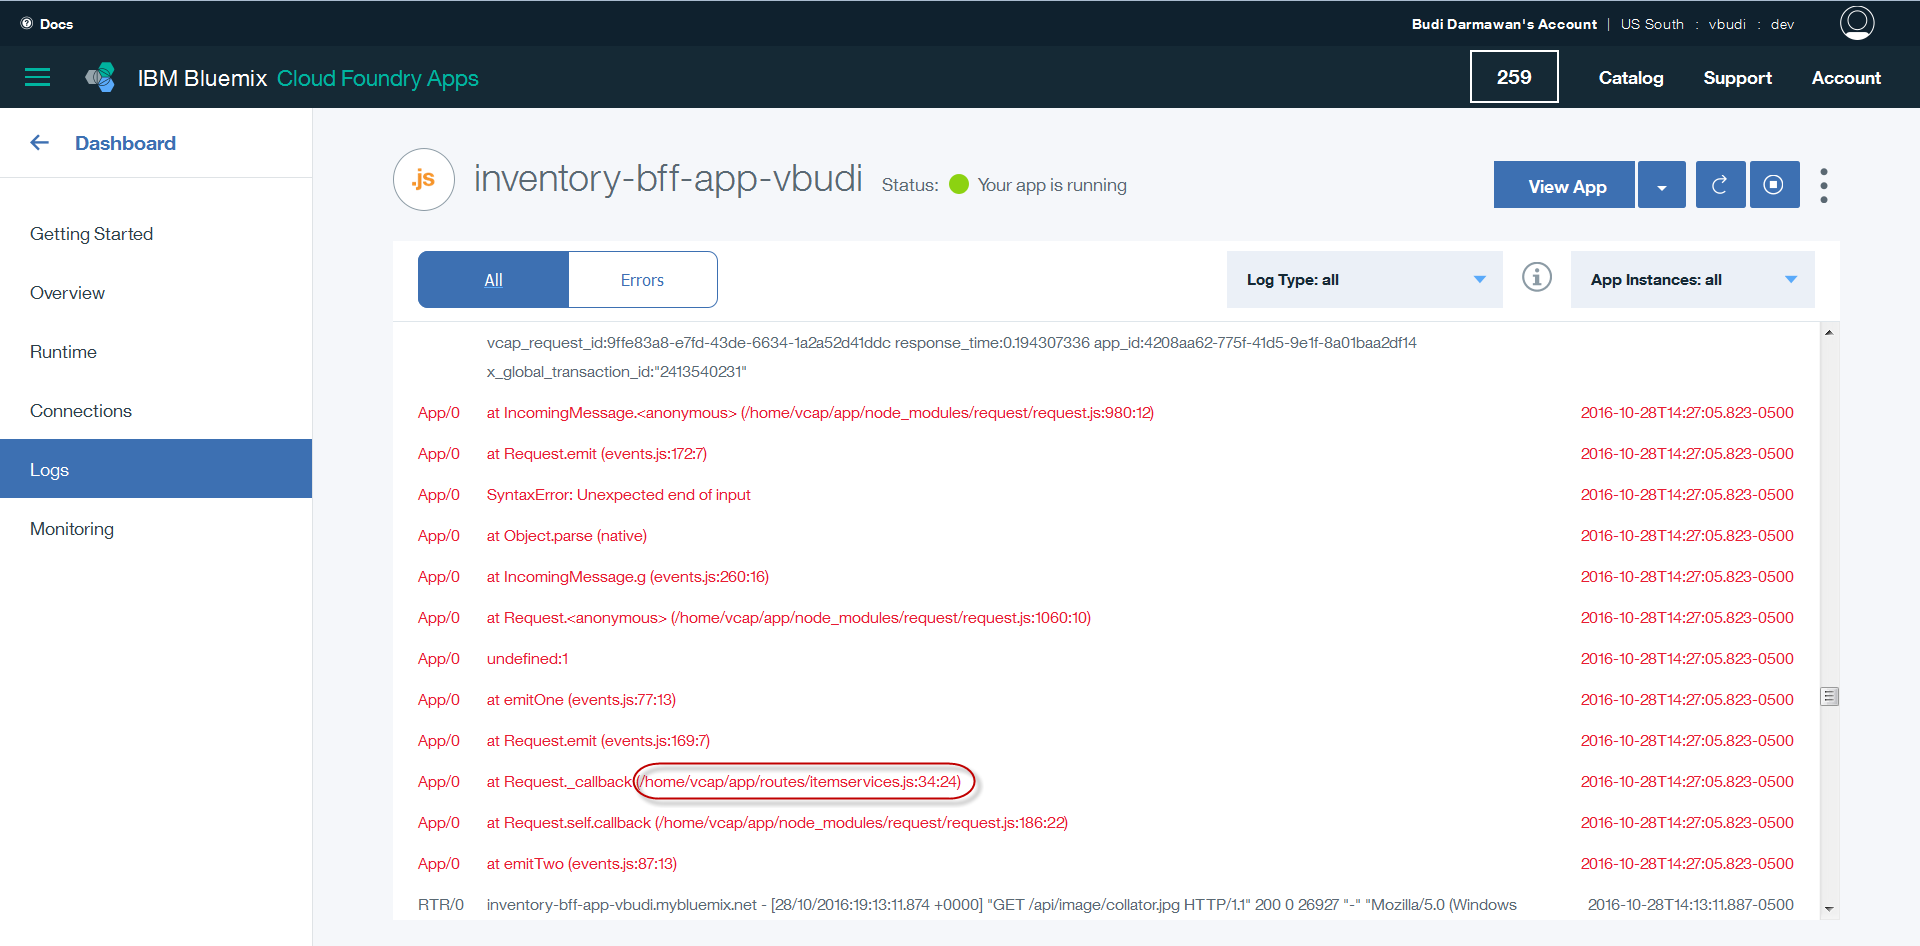 Docs
Budi Darmawan's Account | US South : vbudi : dev
IBM Bluemix Cloud Foundry Apps
259
Catalog
Support
Account
Dashboard
Getting Started
Overview
Runtime
Connections
Logs
Monitoring
.js
inventory-bff-app-vbudi
Status: Your app is running
View App
All
Errors
Log Type: all
App Instances: all
vcap_request_id:9ffe83a8-e7fd-43de-6634-1a2a52d41ddc response_time:0.194307336 app_id:4208aa62-775f-41d5-9e1f-8a01baa2df14
x_global_transaction_id:"2413540231"
App/0 at IncomingMessage.<anonymous> (/home/vcap/app/node_modules/request/request.js:980:12) 2016-10-28T14:27:05.823-0500
App/0 at Request.emit (events.js:172:7) 2016-10-28T14:27:05.823-0500
App/0 SyntaxError: Unexpected end of input 2016-10-28T14:27:05.823-0500
App/0 at Object.parse (native) 2016-10-28T14:27:05.823-0500
App/0 at IncomingMessage.g (events.js:260:16) 2016-10-28T14:27:05.823-0500
App/0 at Request.<anonymous> (/home/vcap/app/node_modules/request/request.js:1060:10) 2016-10-28T14:27:05.823-0500
App/0 undefined:1 2016-10-28T14:27:05.823-0500
App/0 at emitOne (events.js:77:13) 2016-10-28T14:27:05.823-0500
App/0 at Request.emit (events.js:169:7) 2016-10-28T14:27:05.823-0500
App/0 at Request._callback (/home/vcap/app/routes/itemservices.js:34:24) 2016-10-28T14:27:05.823-0500
App/0 at Request.self.callback (/home/vcap/app/node_modules/request/request.js:186:22) 2016-10-28T14:27:05.823-0500
App/0 at emitTwo (events.js:87:13) 2016-10-28T14:27:05.823-0500
RTR/0 inventory-bff-app-vbudi.mybluemix.net - [28/10/2016:19:13:11.874 +0000] "GET /api/image/collator.jpg HTTP/1.1" 200 0 26927 "-" "Mozilla/5.0 (Windows 2016-10-28T14:13:11.887-0500